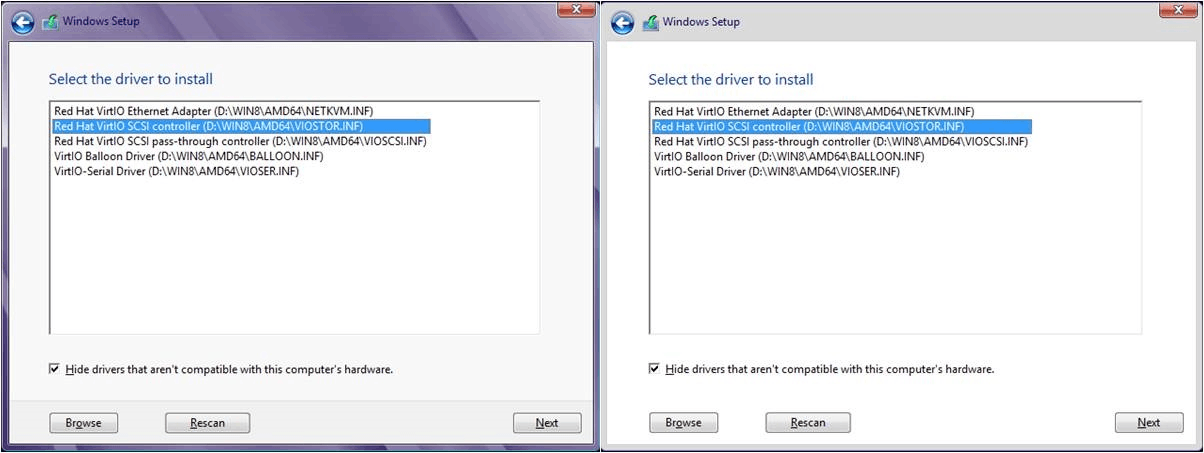 Windows Setup
Select the driver to install
Red Hat VirtIO Ethernet Adapter (D:\WIN8\AMD64\NETKVM.INF)
Red Hat VirtIO SCSI controller (D:\WIN8\AMD64\VIOSTOR.INF)
Red Hat VirtIO SCSI pass-through controller (D:\WIN8\AMD64\VIOSCSI.INF)
VirtIO Balloon Driver (D:\WIN8\AMD64\BALLOON.INF)
VirtIO-Serial Driver (D:\WIN8\AMD64\VIOSER.INF)
Hide drivers that aren't compatible with this computer's hardware.
Browse
Rescan
Next
Windows Setup
Select the driver to install
Red Hat VirtIO Ethernet Adapter (D:\WIN8\AMD64\NETKVM.INF)
Red Hat VirtIO SCSI controller (D:\WIN8\AMD64\VIOSTOR.INF)
Red Hat VirtIO SCSI pass-through controller (D:\WIN8\AMD64\VIOSCSI.INF)
VirtIO Balloon Driver (D:\WIN8\AMD64\BALLOON.INF)
VirtIO-Serial Driver (D:\WIN8\AMD64\VIOSER.INF)
Hide drivers that aren't compatible with this computer's hardware.
Browse
Rescan
Next